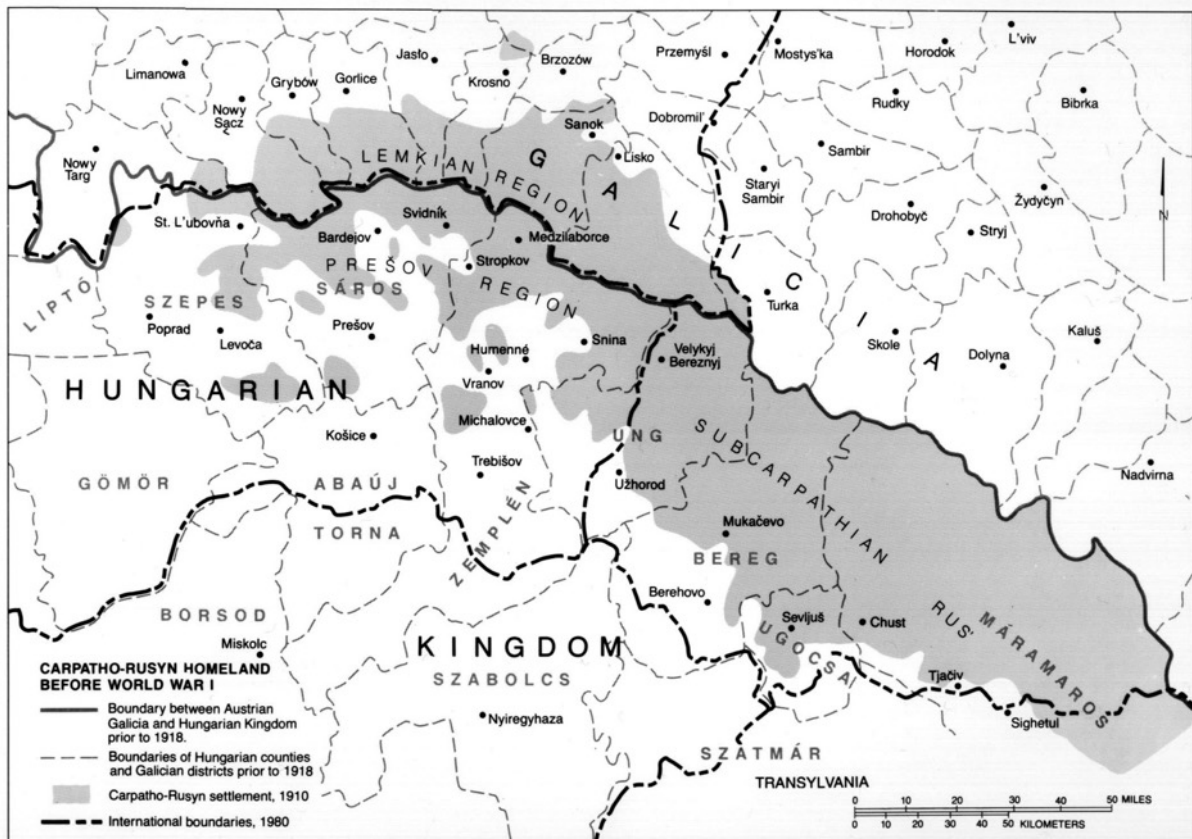 L'viv
Mostys'ka
Horodok
Przemyśl
Brzozów
Jasło
Limanowa
Krosno
Grybów
Gorlice
Nowy
Sącz
Rudky
Bibrka
Dobromil'
Sanok
G
A
L
I
C
I
A
Sambir
Nowy
Targ
LEMKIAN REGION
Lisko
Staryi
Sambir
Drohobyč
Žydyčyn
Stryj
N
St. L'ubovňa
Svidník
Bardejov
Medzilaborce
Stropkov
PREŠOV
REGION
LIPTÓ
SZEPES
SÁROS
Turka
Poprad
Levoča
Prešov
Snina
Humenné
Velykyj
Bereznyj
Skole
Dolyna
Kaluš
Vranov
HUNGARIAN
Michalovce
Košice
UNG
SUBCARPATHIAN
RUS'
Trebišov
Užhorod
Nadvirna
GÖMÖR
ABAÚJ
TORNA
ZEMPLÉN
Mukačevo
BEREG
Berehovo
BORSOD
Sevljuš
Chust
UGOCSA
MÁRAMAROS
Miskolc
KINGDOM
SZABOLCS
Tjačiv
Sighetul
Nyiregyhaza
SZATMÁR
TRANSYLVANIA
CARPATHO-RUSYN HOMELAND
BEFORE WORLD WAR I
Boundary between Austrian
Galicia and Hungarian Kingdom
prior to 1918.
Boundaries of Hungarian counties
and Galician districts prior to 1918
Carpatho-Rusyn settlement, 1910
International boundaries, 1980
0 10 20 30 40 50 MILES
0 10 20 30 40 50 KILOMETERS